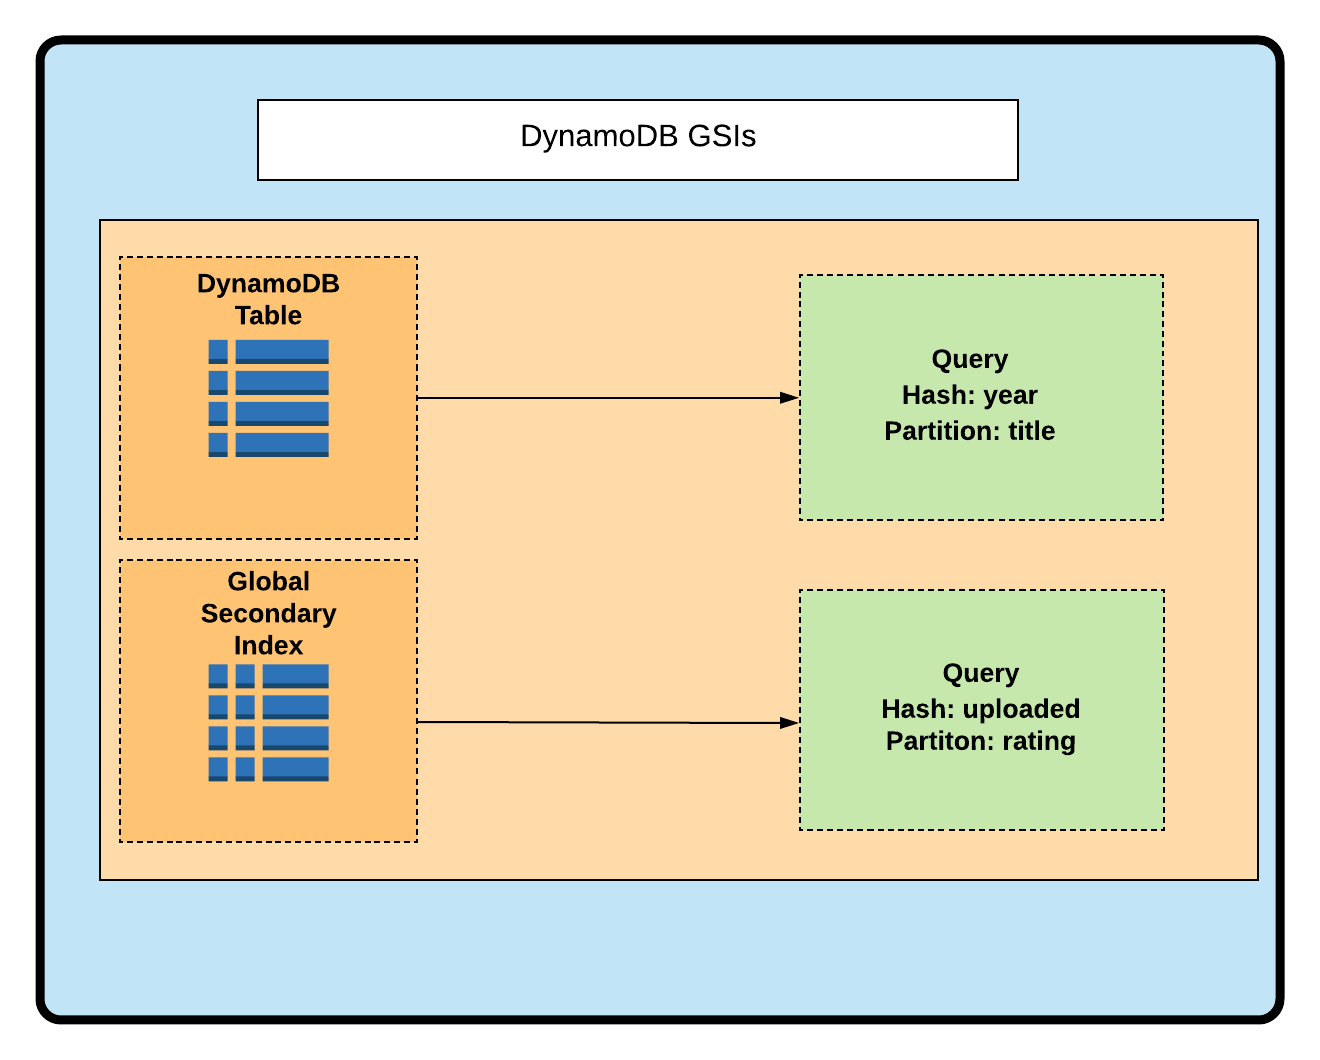 DynamoDB GSIs
DynamoDB
Table
Query
Hash: year
Partition: title
Global
Secondary
Index
Query
Hash: uploaded
Partiton: rating